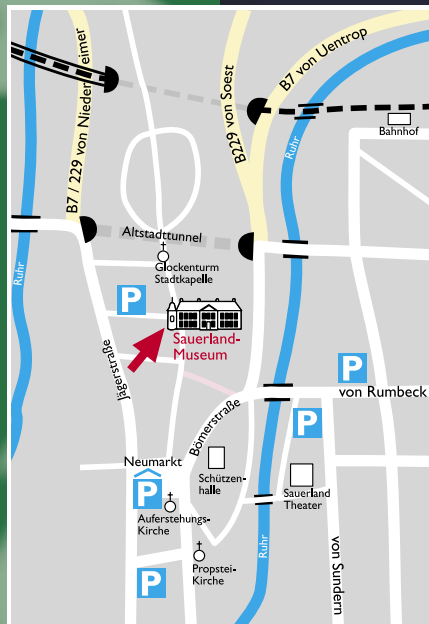 B7 / 229 von Niedereimer
B229 von Soest
B7 von Uentrop
Bahnhof
Ruhr
Altstadttunnel
Glockenturm
Stadtkapelle
Ruhr
P
Sauerland-
Museum
Jägerstraße
P
von Rumbeck
Bömerstraße
P
Neumarkt
P
Schützen-
halle
Sauerland
Theater
Auferstehungs-
Kirche
Ruhr
von Sundern
P
Propstei-
Kirche